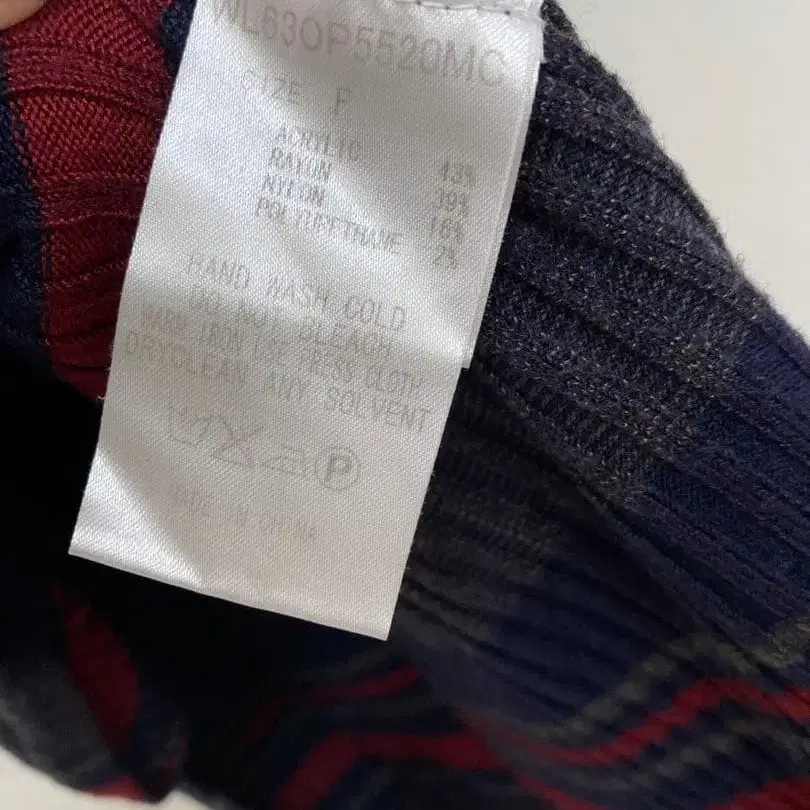 WL63OP5520MC
SIZE F
ACRYLIC 43%
RAYON 39%
NYLON 16%
POLYURETHANE 2%
HAND WASH COLD
DO NOT BLEACH
WARM IRON USE PRESS CLOTH
DRYCLEAN ANY SOLVENT
P
MADE IN CHINA